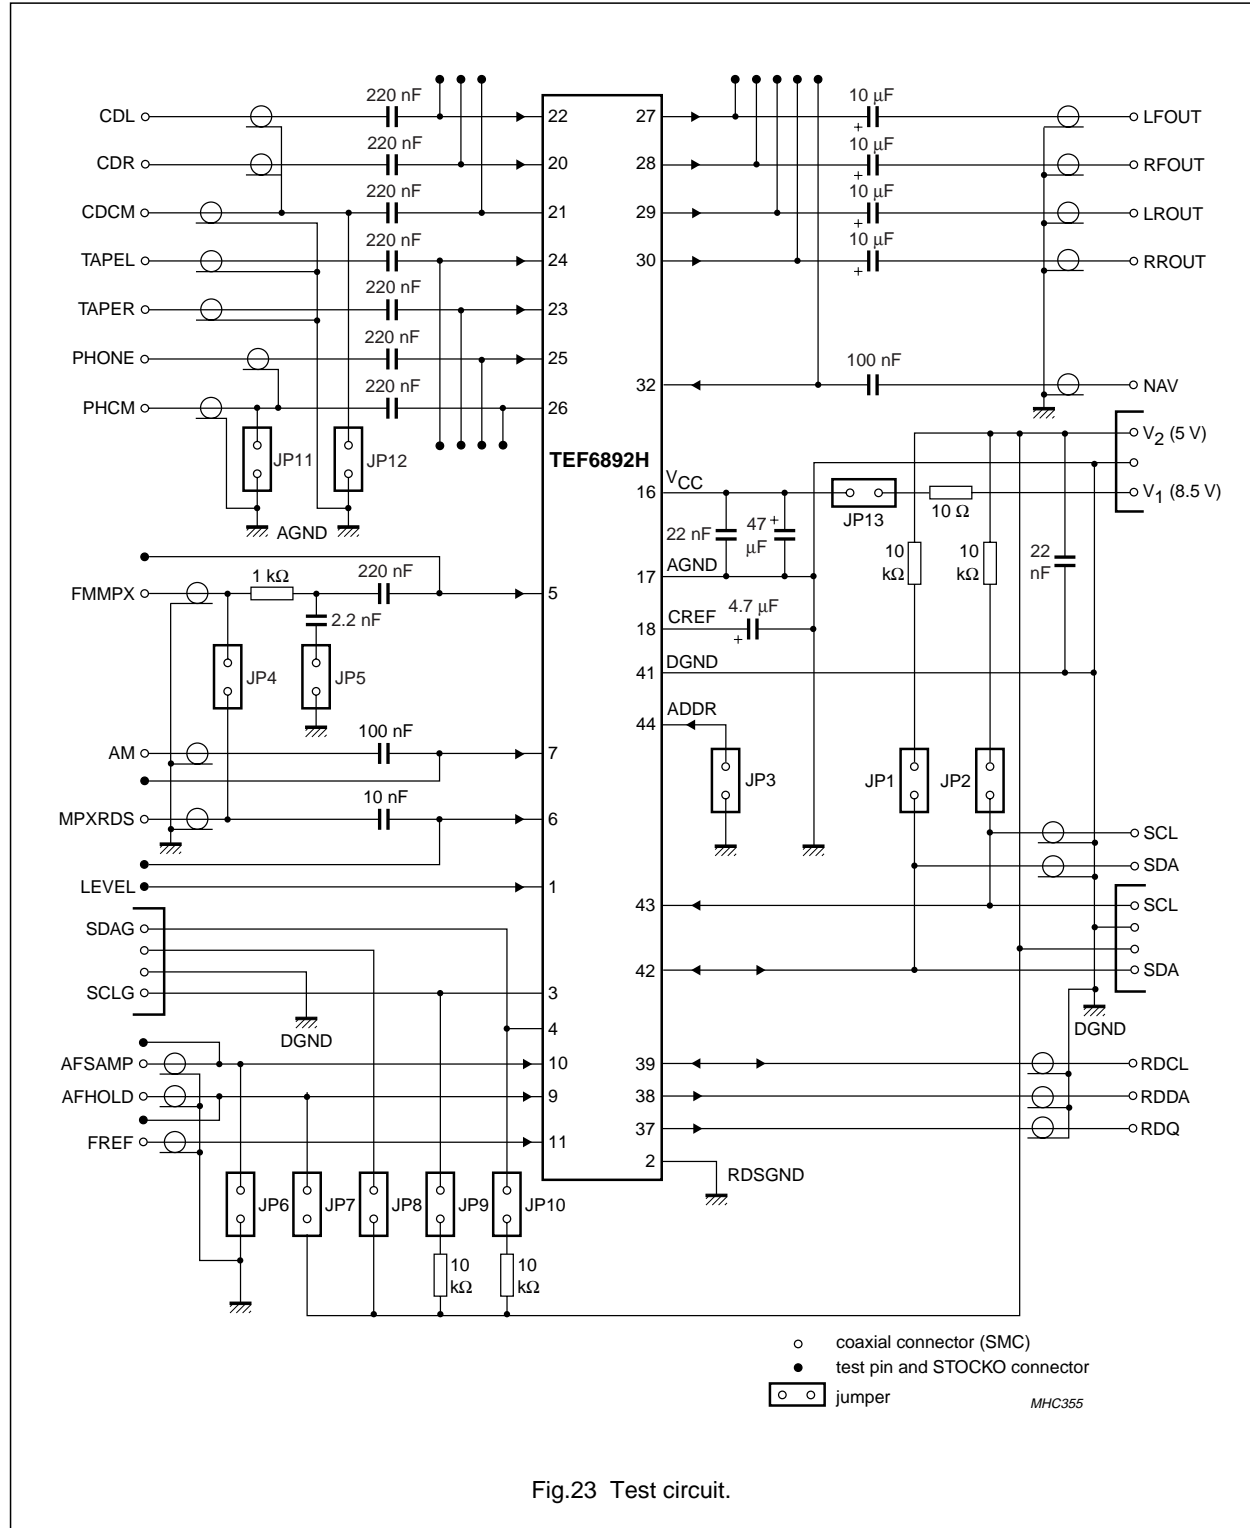 CDL
220 nF
22
27
10 µF
+
LFOUT
CDR
220 nF
20
28
10 µF
+
RFOUT
CDCM
220 nF
21
29
10 µF
+
LROUT
TAPEL
220 nF
24
30
10 µF
+
RROUT
TAPER
220 nF
23
PHONE
220 nF
25
32
100 nF
NAV
PHCM
220 nF
26
JP11
JP12
AGND
TEF6892H
V2 (5 V)
16
VCC
JP13
10 Ω
V1 (8.5 V)
22 nF
47 µF
+
17
AGND
10 kΩ
10 kΩ
22 nF
FMMPX
1 kΩ
220 nF
5
2.2 nF
JP4
JP5
18
CREF
4.7 µF
+
41
DGND
44
ADDR
JP3
JP1
JP2
AM
100 nF
7
MPXRDS
10 nF
6
SCL
SDA
LEVEL
1
43
SCL
SDAG
42
SDA
SCLG
3
DGND
4
DGND
AFSAMP
10
39
RDCL
AFHOLD
9
38
RDDA
FREF
11
37
RDQ
2
RDSGND
JP6
JP7
JP8
JP9
JP10
10 kΩ
10 kΩ
coaxial connector (SMC)
test pin and STOCKO connector
jumper
MHC355
Fig.23 Test circuit.